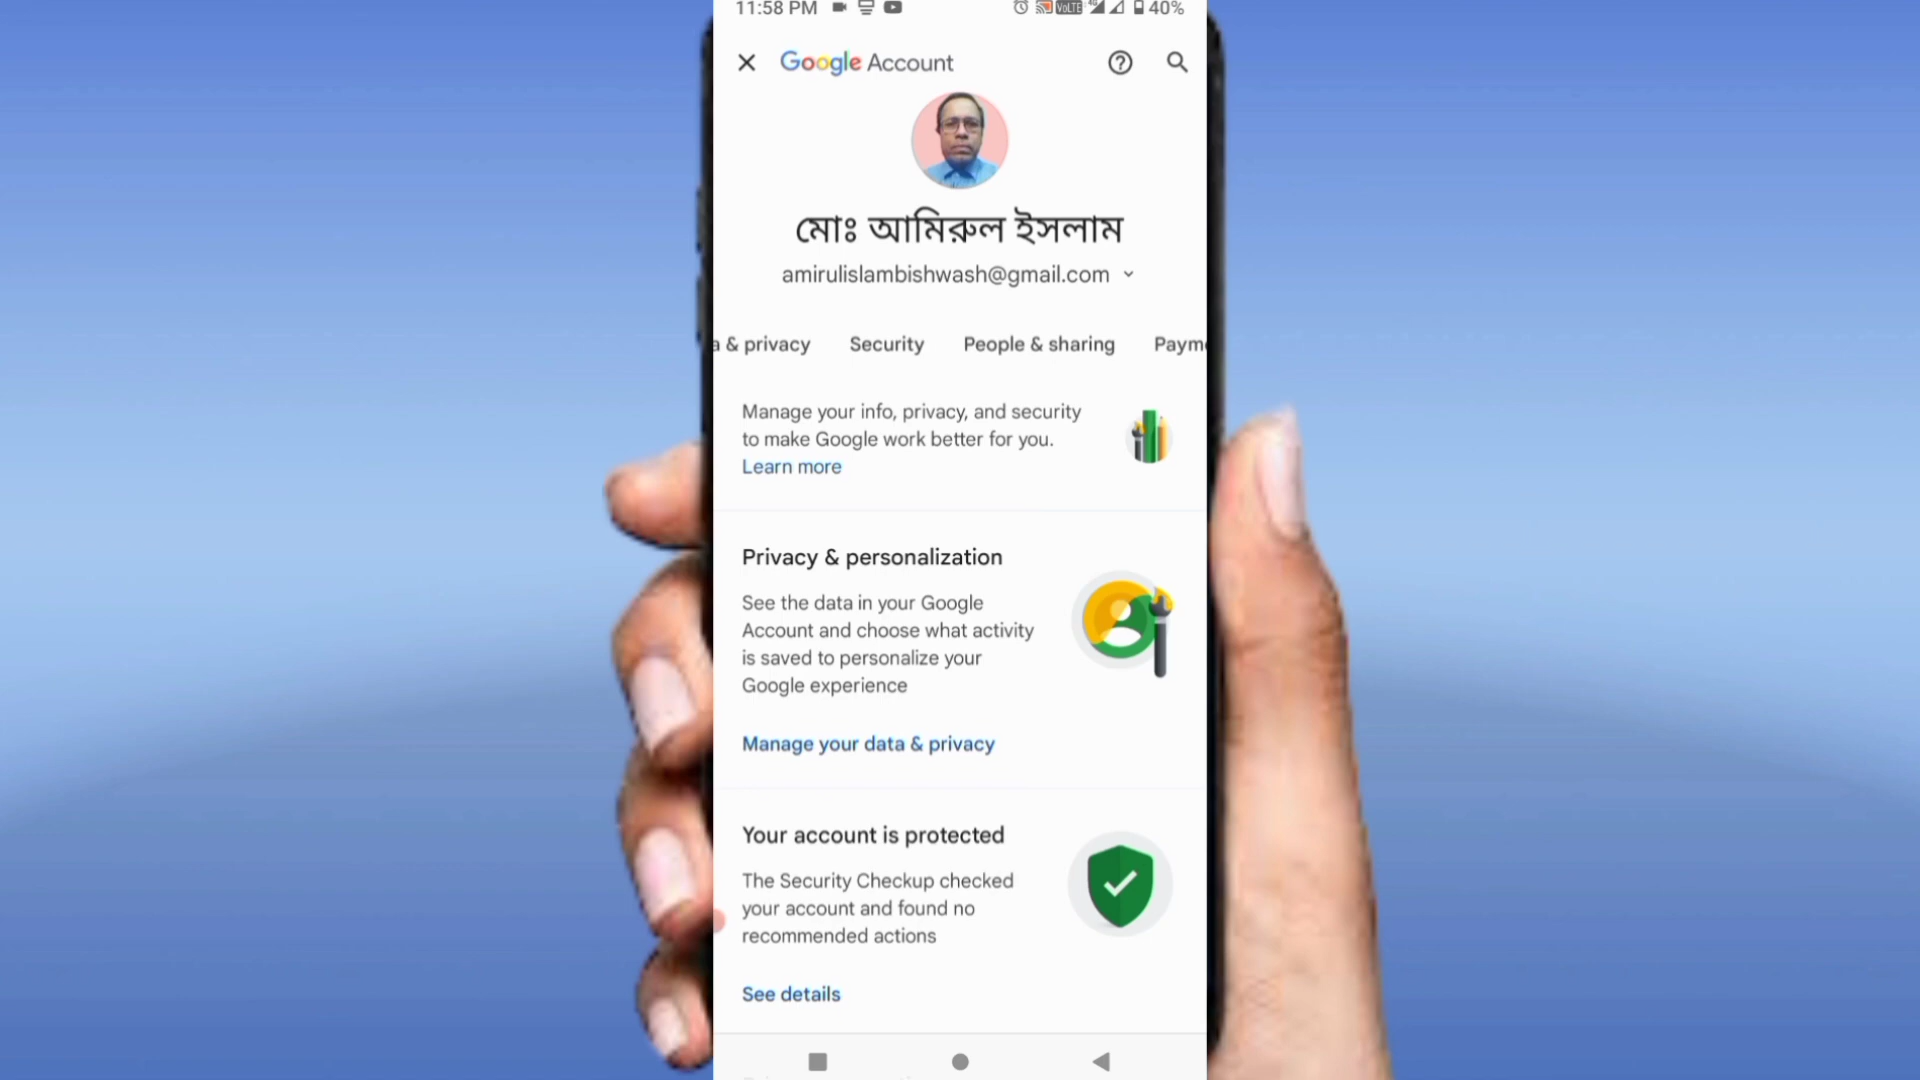 11:58 PM VoLTE 4G 40%
Google Account
মোঃ আমিরুল ইসলাম
amirulislambishwash@gmail.com
a & privacy Security People & sharing Paym
Manage your info, privacy, and security
to make Google work better for you.
Learn more
Privacy & personalization
See the data in your Google
Account and choose what activity
is saved to personalize your
Google experience
Manage your data & privacy
Your account is protected
The Security Checkup checked
your account and found no
recommended actions
See details